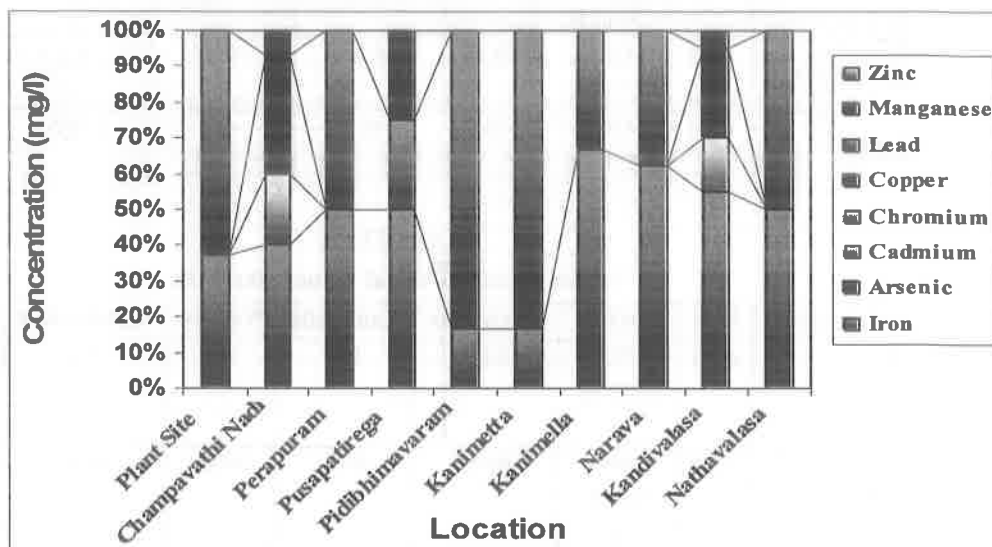 Concentration (mg/l)
100%
90%
80%
70%
60%
50%
40%
30%
20%
10%
0%
Plant Site
Champavathi Nadh
Perapuram
Pusapatirega
Pidibhimavaram
Kanimetta
Kanimella
Narava
Kandivalasa
Nathavalasa
Location
Zinc
Manganese
Lead
Copper
Chromium
Cadmium
Arsenic
Iron